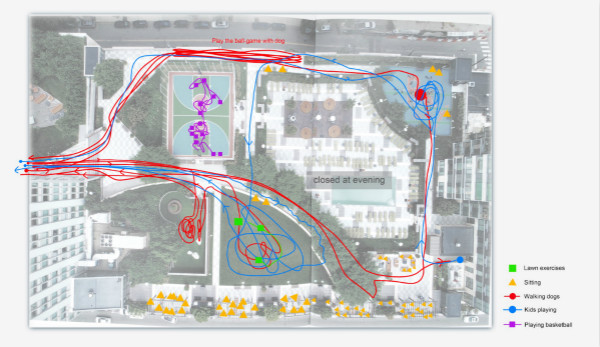 Play the ball game with dog
closed at evening
Lawn exercises
Sitting
Walking dogs
Kids playing
Playing basketball